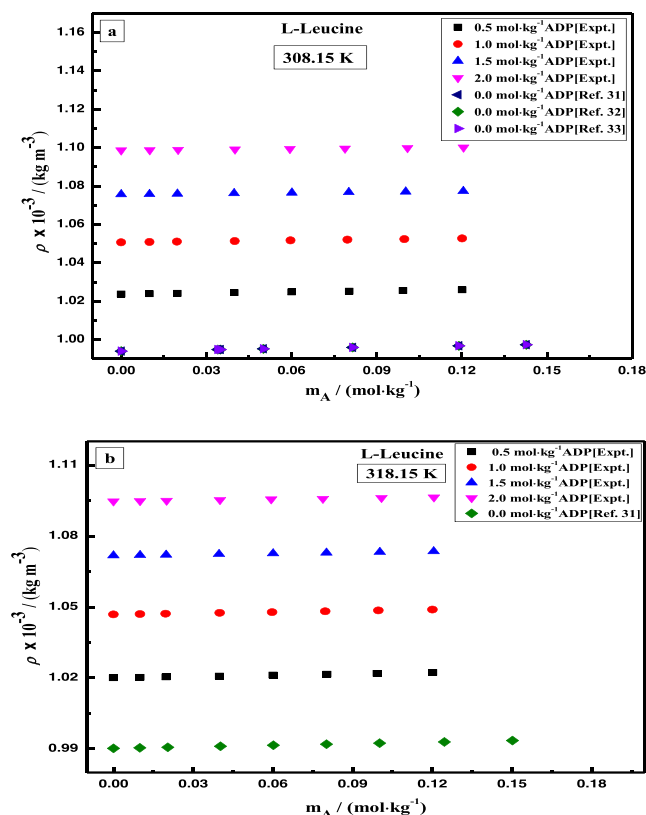 a
L-Leucine
308.15 K
0.5 mol·kg⁻¹ADP[Expt.]
1.0 mol·kg⁻¹ADP[Expt.]
1.5 mol·kg⁻¹ADP[Expt.]
2.0 mol·kg⁻¹ADP[Expt.]
0.0 mol·kg⁻¹ADP[Ref. 31]
0.0 mol·kg⁻¹ADP[Ref. 32]
0.0 mol·kg⁻¹ADP[Ref. 33]
1.16
1.14
1.12
1.10
1.08
1.06
1.04
1.02
1.00
ρ x 10⁻³ / (kg m⁻³)
0.00 0.03 0.06 0.09 0.12 0.15 0.18
m_A / (mol·kg⁻¹)
b
L-Leucine
318.15 K
0.5 mol·kg⁻¹ADP[Expt.]
1.0 mol·kg⁻¹ADP[Expt.]
1.5 mol·kg⁻¹ADP[Expt.]
2.0 mol·kg⁻¹ADP[Expt.]
0.0 mol·kg⁻¹ADP[Ref. 31]
1.11
1.08
1.05
1.02
0.99
ρ x 10⁻³ / (kg m⁻³)
0.00 0.03 0.06 0.09 0.12 0.15 0.18
m_A / (mol·kg⁻¹)